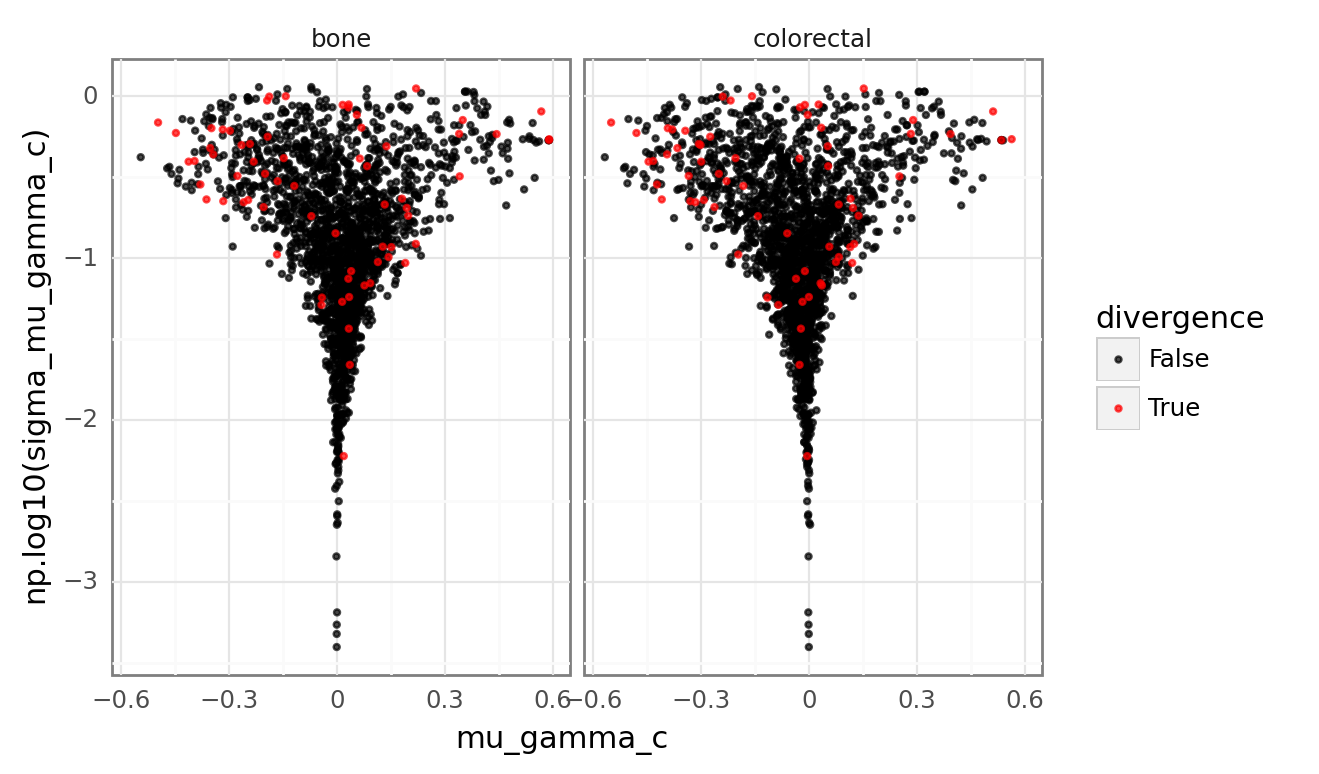 bone
colorectal
np.log10(sigma_mu_gamma_c)
0
−1
−2
−3
−0.6 −0.3 0 0.3 0.6 −0.6 −0.3 0 0.3 0.6
mu_gamma_c
divergence
False
True